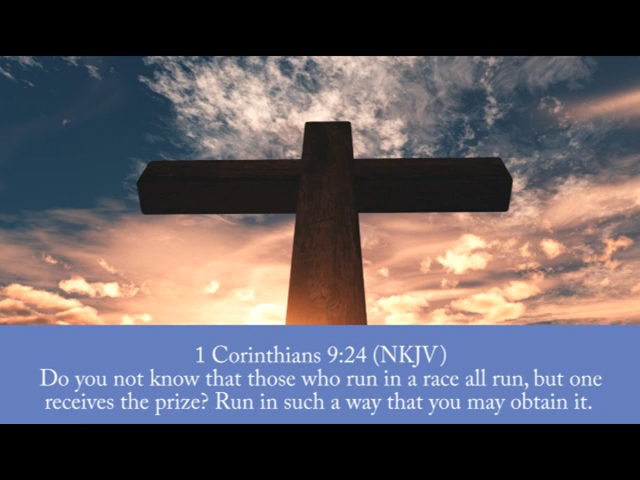 1 Corinthians 9:24 (NKJV)
Do you not know that those who run in a race all run, but one
receives the prize? Run in such a way that you may obtain it.